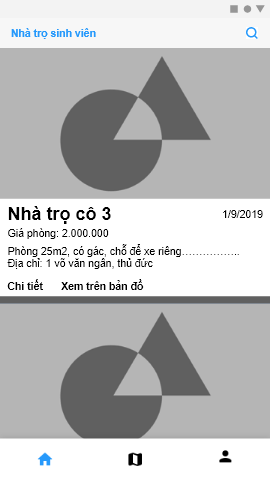 Nhà trọ sinh viên
Nhà trọ cô 3
1/9/2019
Giá phòng: 2.000.000
Phòng 25m2, có gác, chỗ để xe riêng……………..
Địa chỉ: 1 võ văn ngân, thủ đức
Chi tiết
Xem trên bản đồ